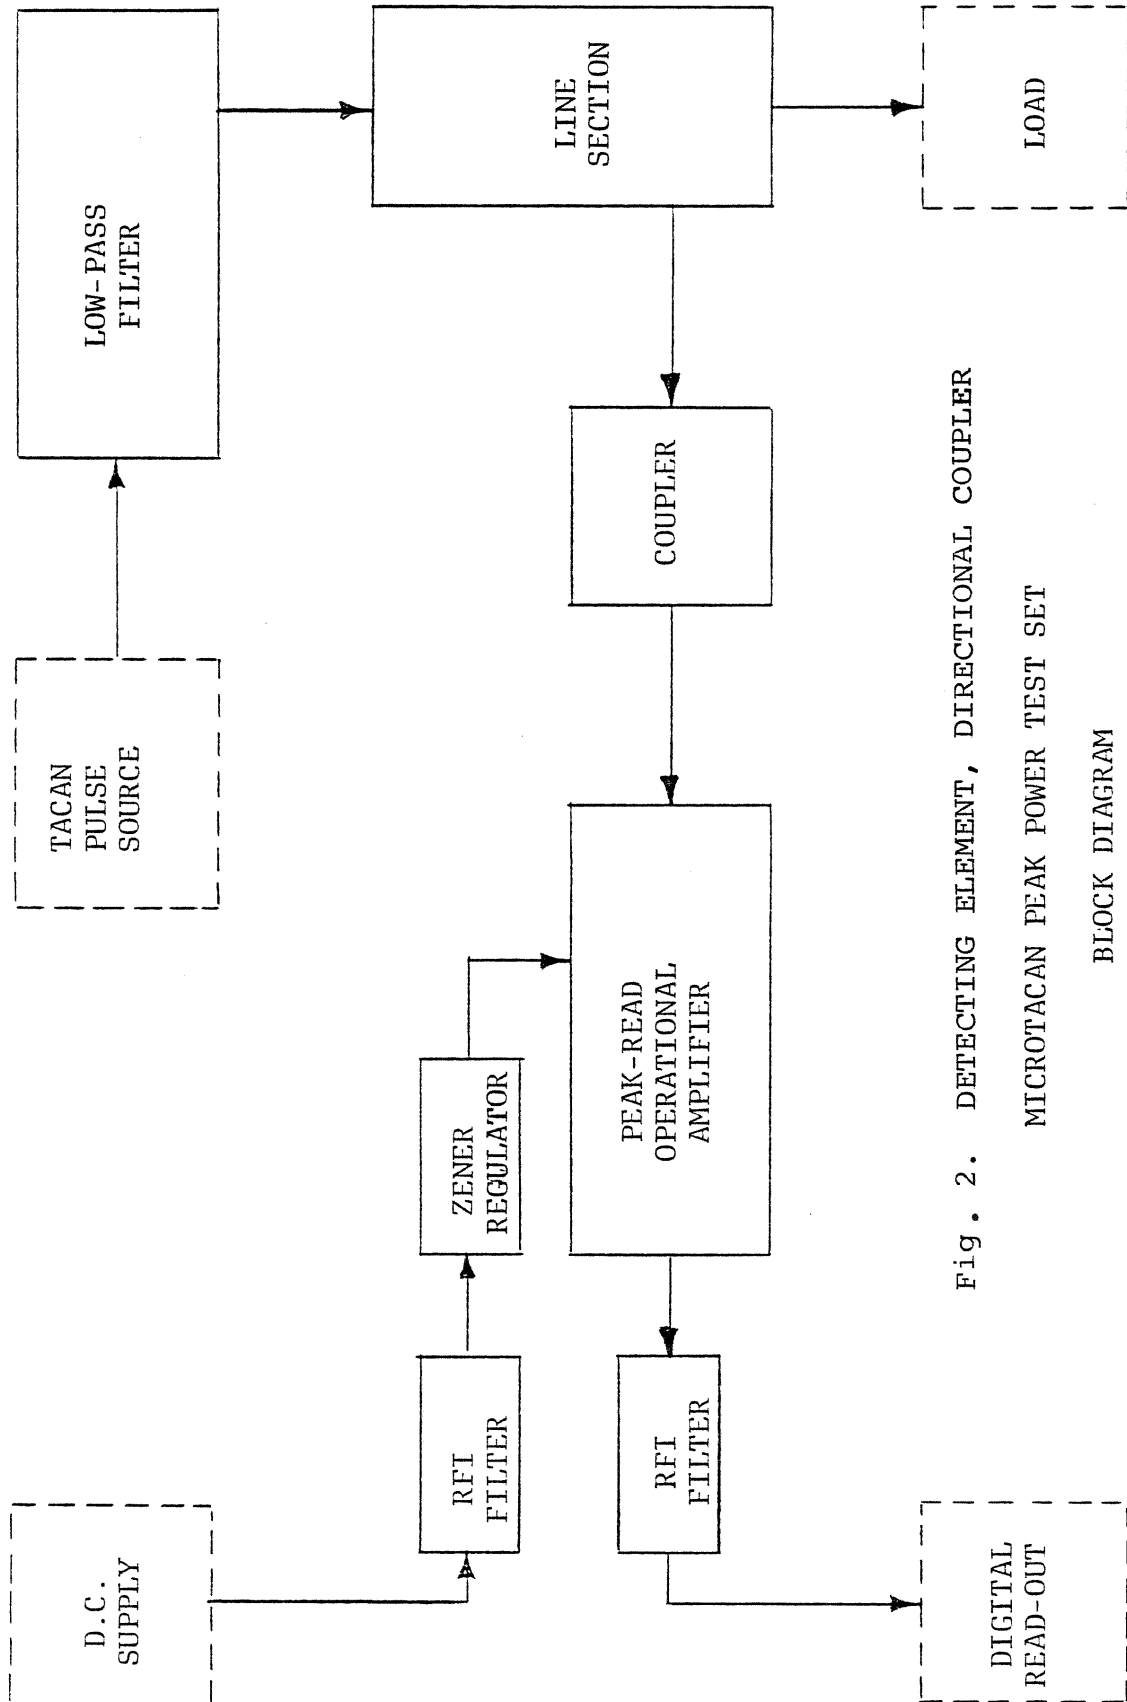 D.C.
SUPPLY
TACAN
PULSE
SOURCE
LOW-PASS
FILTER
RFI
FILTER
ZENER
REGULATOR
LINE
SECTION
RFI
FILTER
PEAK-READ
OPERATIONAL
AMPLIFIER
COUPLER
DIGITAL
READ-OUT
LOAD
Fig. 2. DETECTING ELEMENT, DIRECTIONAL COUPLER
MICROTACAN PEAK POWER TEST SET
BLOCK DIAGRAM